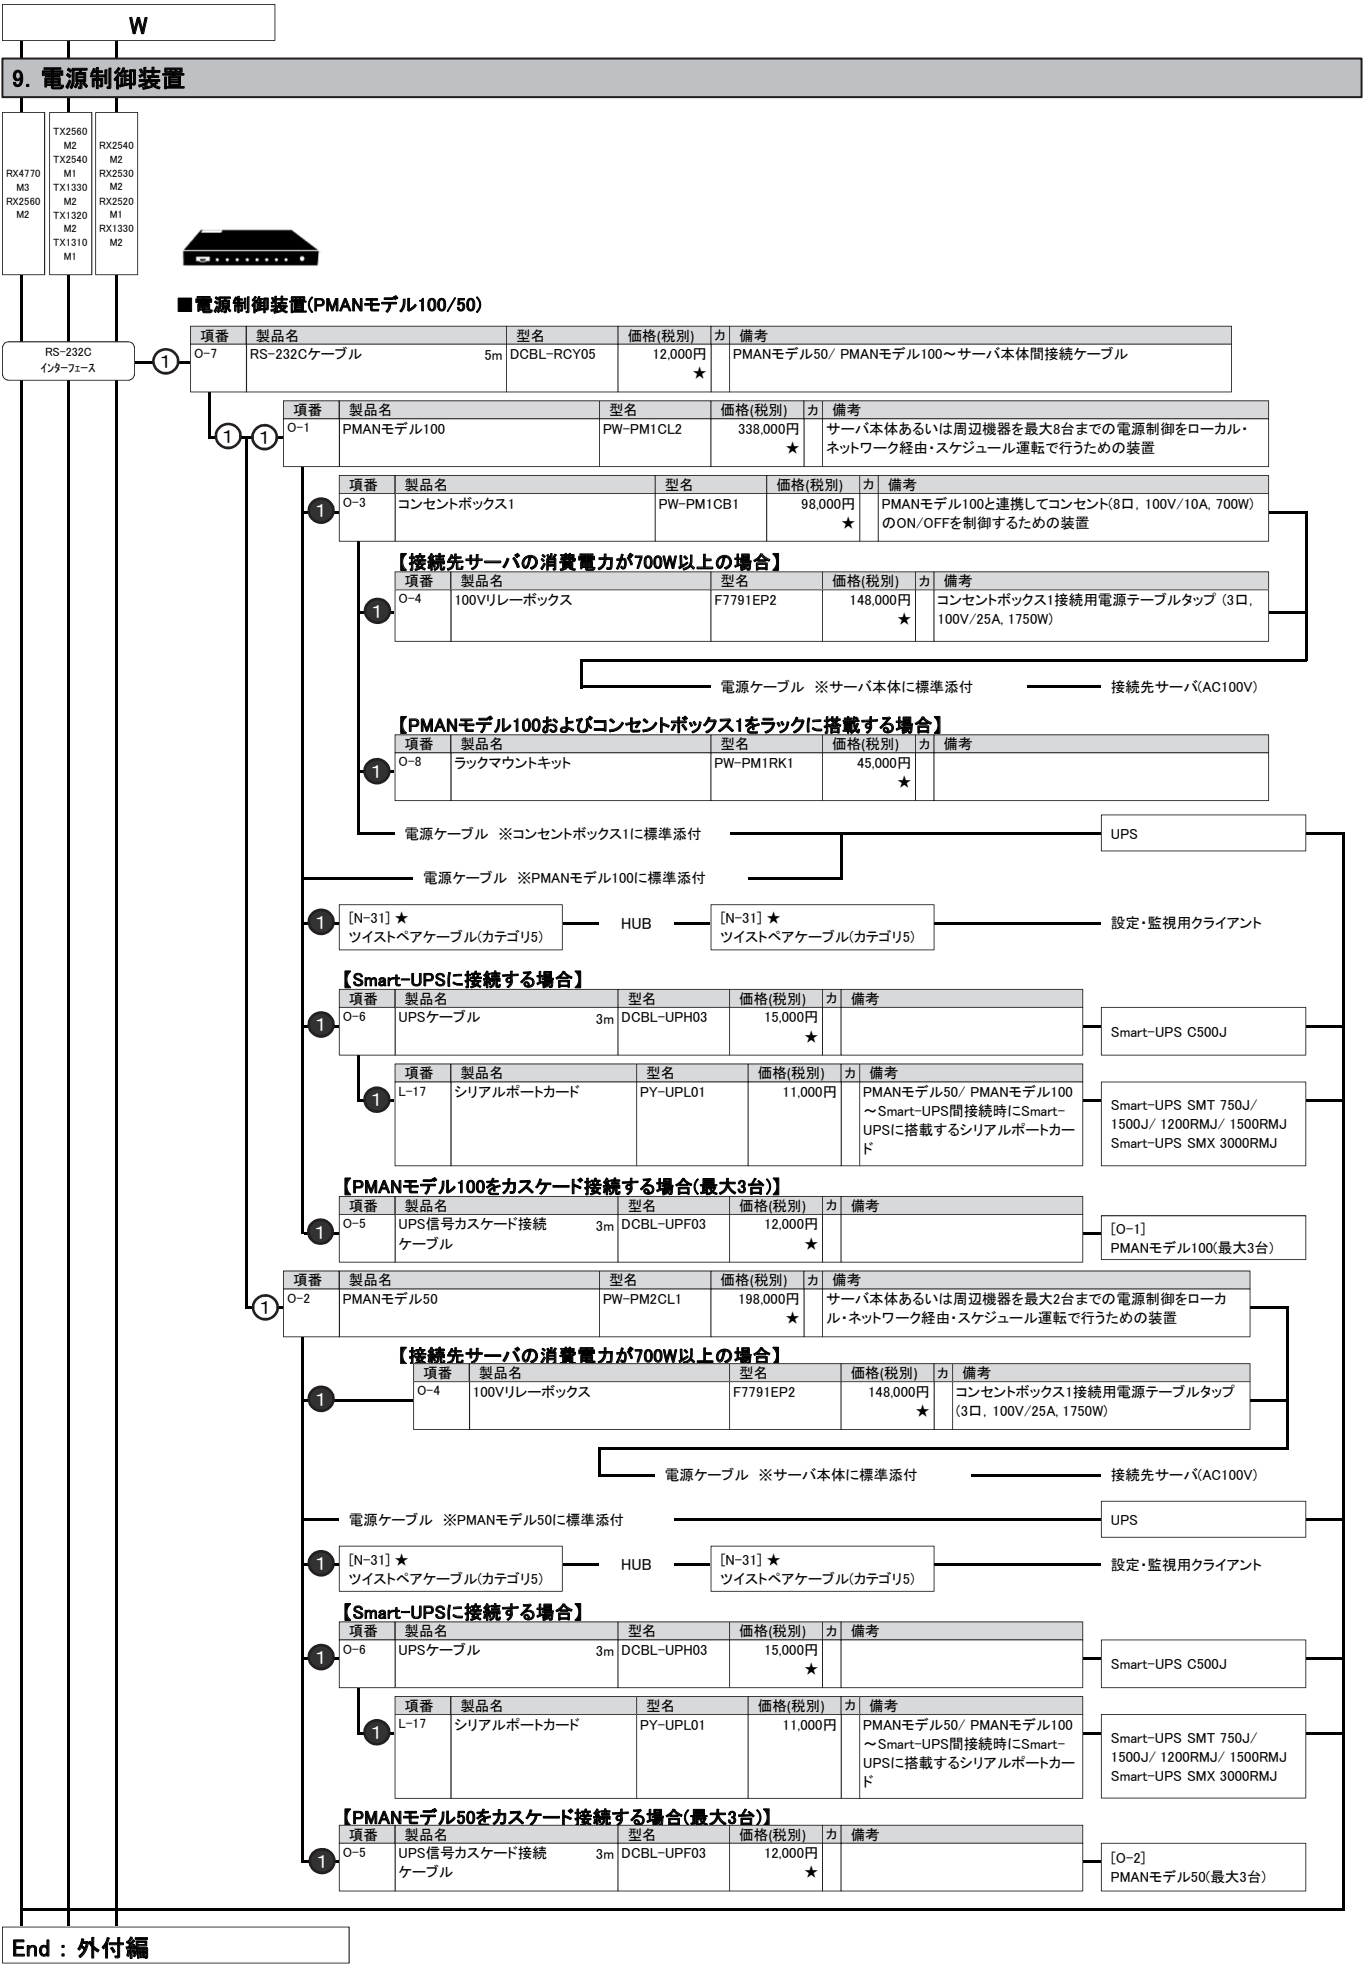 W
9. 電源制御装置
RX4770
M3
RX2560
M2
TX2560
M2
TX2540
M1
TX1330
M2
TX1320
M2
TX1310
M1
RX2540
M2
RX2530
M2
RX2520
M1
RX1330
M2
■電源制御装置(PMANモデル100/50)
RS-232C
インターフェース
1
項番 製品名 型名 価格(税別) カ 備考
O-7 RS-232Cケーブル 5m DCBL-RCY05 12,000円 PMANモデル50/ PMANモデル100～サーバ本体間接続ケーブル
★
項番 製品名 型名 価格(税別) カ 備考
1 1 O-1 PMANモデル100 PW-PM1CL2 338,000円 サーバ本体あるいは周辺機器を最大8台までの電源制御をローカル・
★ ネットワーク経由・スケジュール運転で行うための装置
項番 製品名 型名 価格(税別) カ 備考
1 O-3 コンセントボックス1 PW-PM1CB1 98,000円 PMANモデル100と連携してコンセント(8口, 100V/10A, 700W)
★ のON/OFFを制御するための装置
【接続先サーバの消費電力が700W以上の場合】
項番 製品名 型名 価格(税別) カ 備考
1 O-4 100Vリレーボックス F7791EP2 148,000円 コンセントボックス1接続用電源テーブルタップ (3口,
★ 100V/25A, 1750W)
電源ケーブル ※サーバ本体に標準添付 接続先サーバ(AC100V)
【PMANモデル100およびコンセントボックス1をラックに搭載する場合】
項番 製品名 型名 価格(税別) カ 備考
1 O-8 ラックマウントキット PW-PM1RK1 45,000円
★
電源ケーブル ※コンセントボックス1に標準添付 UPS
電源ケーブル ※PMANモデル100に標準添付
1 [N-31] ★ HUB [N-31] ★ 設定・監視用クライアント
ツイストペアケーブル(カテゴリ5) ツイストペアケーブル(カテゴリ5)
【Smart-UPSに接続する場合】
項番 製品名 型名 価格(税別) カ 備考
1 O-6 UPSケーブル 3m DCBL-UPH03 15,000円 Smart-UPS C500J
★
項番 製品名 型名 価格(税別) カ 備考
1 L-17 シリアルポートカード PY-UPL01 11,000円 PMANモデル50/ PMANモデル100
～Smart-UPS間接続時にSmart-
UPSに搭載するシリアルポートカー
ド
Smart-UPS SMT 750J/
1500J/ 1200RMJ/ 1500RMJ
Smart-UPS SMX 3000RMJ
【PMANモデル100をカスケード接続する場合(最大3台)】
項番 製品名 型名 価格(税別) カ 備考
1 O-5 UPS信号カスケード接続 3m DCBL-UPF03 12,000円 [O-1]
ケーブル ★ PMANモデル100(最大3台)
項番 製品名 型名 価格(税別) カ 備考
1 O-2 PMANモデル50 PW-PM2CL1 198,000円 サーバ本体あるいは周辺機器を最大2台までの電源制御をローカ
★ ル・ネットワーク経由・スケジュール運転で行うための装置
【接続先サーバの消費電力が700W以上の場合】
項番 製品名 型名 価格(税別) カ 備考
1 O-4 100Vリレーボックス F7791EP2 148,000円 コンセントボックス1接続用電源テーブルタップ
★ (3口, 100V/25A, 1750W)
電源ケーブル ※サーバ本体に標準添付 接続先サーバ(AC100V)
電源ケーブル ※PMANモデル50に標準添付 UPS
1 [N-31] ★ HUB [N-31] ★ 設定・監視用クライアント
ツイストペアケーブル(カテゴリ5) ツイストペアケーブル(カテゴリ5)
【Smart-UPSに接続する場合】
項番 製品名 型名 価格(税別) カ 備考
1 O-6 UPSケーブル 3m DCBL-UPH03 15,000円 Smart-UPS C500J
★
項番 製品名 型名 価格(税別) カ 備考
1 L-17 シリアルポートカード PY-UPL01 11,000円 PMANモデル50/ PMANモデル100
～Smart-UPS間接続時にSmart-
UPSに搭載するシリアルポートカー
ド
Smart-UPS SMT 750J/
1500J/ 1200RMJ/ 1500RMJ
Smart-UPS SMX 3000RMJ
【PMANモデル50をカスケード接続する場合(最大3台)】
項番 製品名 型名 価格(税別) カ 備考
1 O-5 UPS信号カスケード接続 3m DCBL-UPF03 12,000円 [O-2]
ケーブル ★ PMANモデル50(最大3台)
End : 外付編